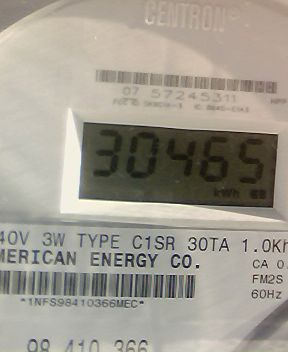 CENTRON®
07 57245311
30465
kWh
40V 3W TYPE C1SR 30TA 1.0Kh
MERICAN ENERGY CO.
CA 0.
FM2S
*1NFS98410366MEC*
60Hz
98 410 366